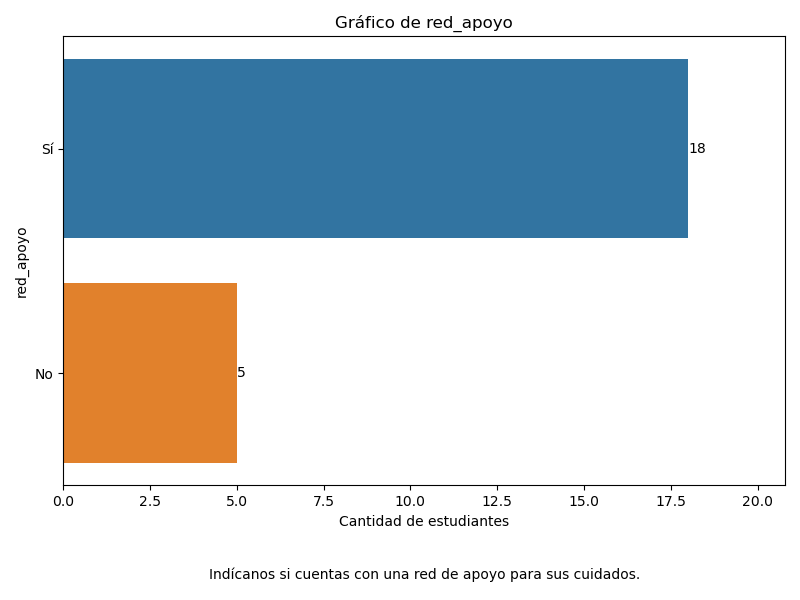 Gráfico de red_apoyo
Sí
18
red_apoyo
No
5
0.0 2.5 5.0 7.5 10.0 12.5 15.0 17.5 20.0
Cantidad de estudiantes
Indícanos si cuentas con una red de apoyo para sus cuidados.